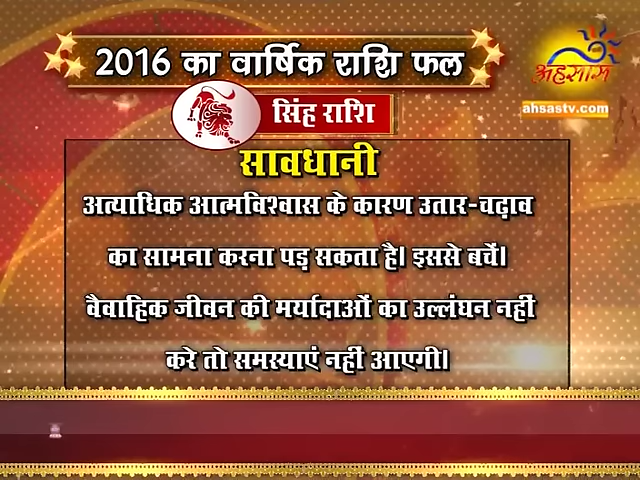 2016 का वार्षिक राशि फल
अहसास
ahsastv.com
सिंह राशि
सावधानी
अत्याधिक आत्मविश्वास के कारण उतार-चढ़ाव
का सामना करना पड़ सकता है। इससे बचें।
वैवाहिक जीवन की मर्यादाओं का उल्लंघन नहीं
करे तो समस्याएं नहीं आएगी।